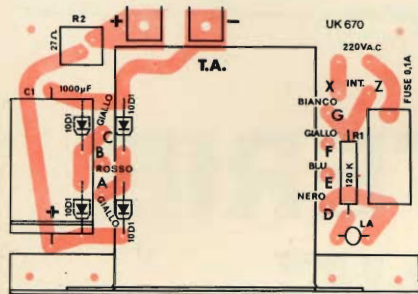 R2
27Ω
+
−
UK 670
T.A.
220V A.C
X
INT.
Z
FUSE 0,1A
BIANCO
G
C1
1000µF
10D1
GIALLO
10D1
C
B
ROSSO
A
10D1
GIALLO
10D1
+
−
GIALLO
R1
F
120 K
BLU
E
NERO
D
LA